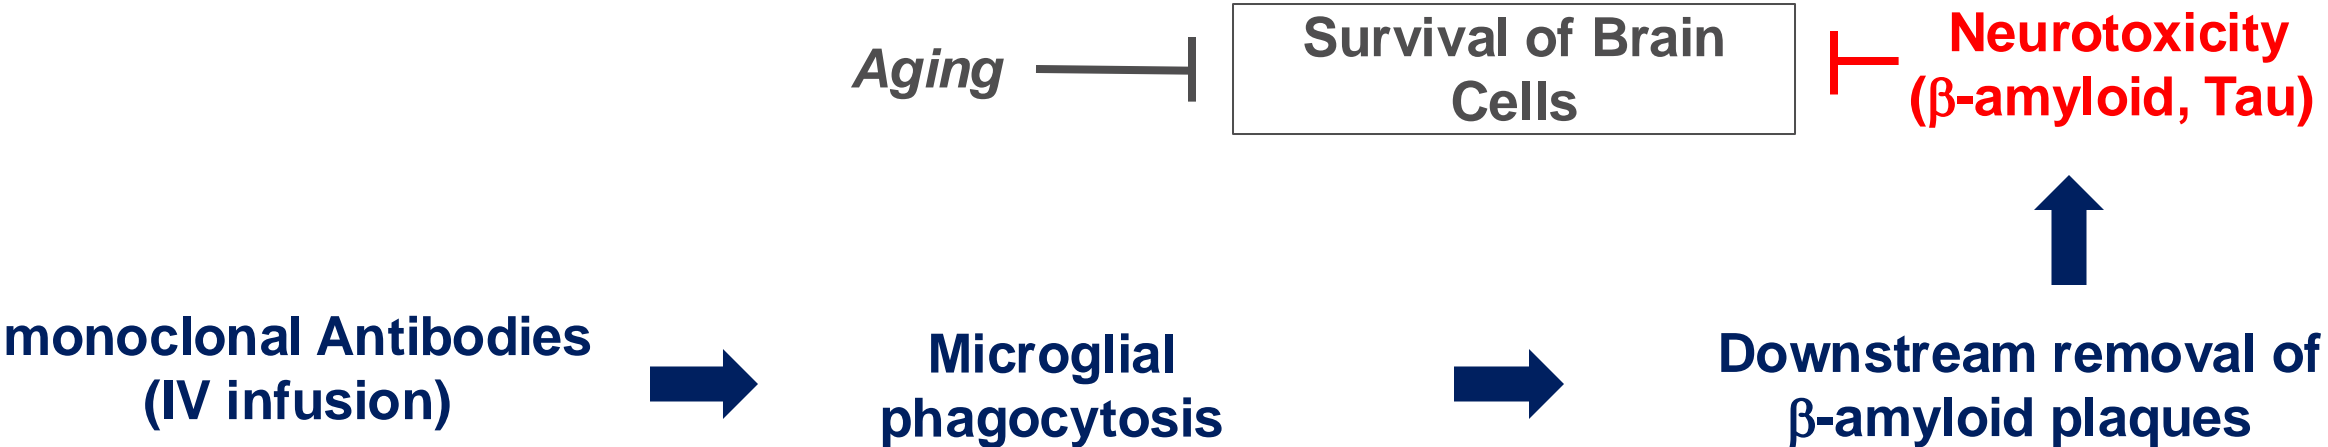 Aging
Survival of Brain
Cells
Neurotoxicity
(β-amyloid, Tau)
monoclonal Antibodies
(IV infusion)
Microglial
phagocytosis
Downstream removal of
β-amyloid plaques